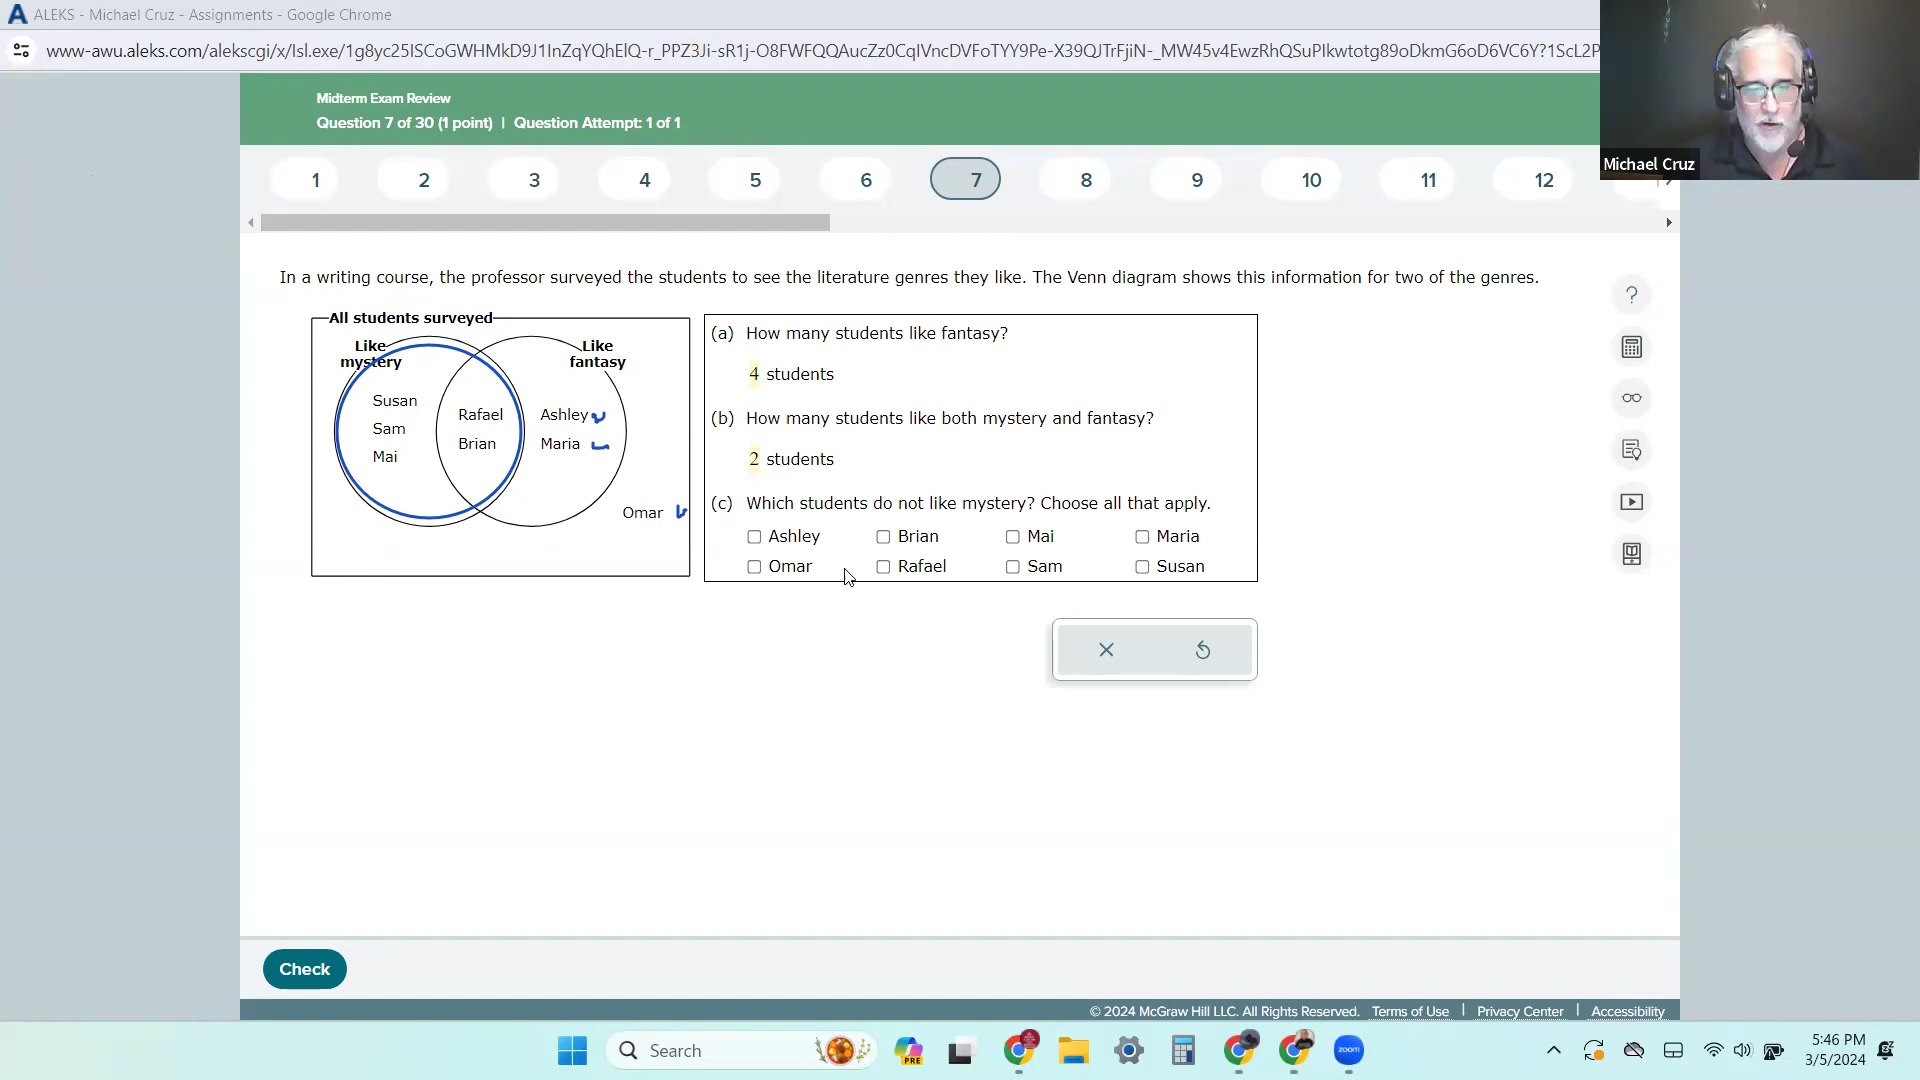 ALEKS - Michael Cruz - Assignments - Google Chrome
www-awu.aleks.com/alekscgi/x/Isl.exe/1g8yc25ISCoGWHMkD9J1InZqYQhElQ-r_PPZ3Ji-sR1j-O8FWFQQAucZz0CqIVncDVFoTYY9Pe-X39QJTrFjiN-_MW45v4EwzRhQSuPIkwtotg89oDkmG6oD6VC6Y?1ScL2P
Michael Cruz
Midterm Exam Review
Question 7 of 30 (1 point) | Question Attempt: 1 of 1
1 2 3 4 5 6 7 8 9 10 11 12
In a writing course, the professor surveyed the students to see the literature genres they like. The Venn diagram shows this information for two of the genres.
All students surveyed
Like
mystery
Like
fantasy
Susan
Sam
Mai
Rafael
Brian
Ashley
Maria
Omar
(a) How many students like fantasy?
4 students
(b) How many students like both mystery and fantasy?
2 students
(c) Which students do not like mystery? Choose all that apply.
Ashley Brian Mai Maria
Omar Rafael Sam Susan
Check
© 2024 McGraw Hill LLC. All Rights Reserved. Terms of Use | Privacy Center | Accessibility
Search
PRE
zoom
5:46 PM
3/5/2024